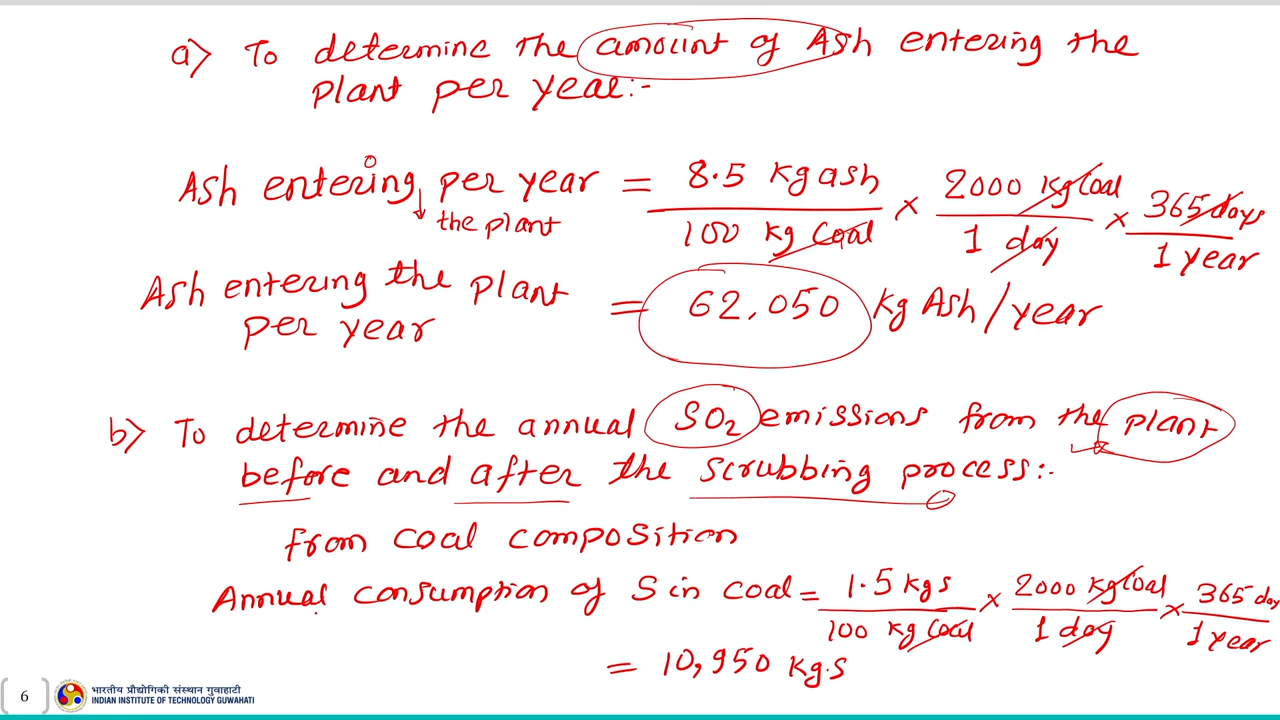 a) To determine the amount of Ash entering the
plant per year:-
Ash entering per year = 8.5 kg ash / 100 kg coal × 2000 kg coal / 1 day × 365 days / 1 year
the plant
Ash entering the plant
per year = 62,050 kg Ash/year
b) To determine the annual SO2 emissions from the plant
before and after the scrubbing process:-
from coal composition
Annual consumption of S in coal = 1.5 kg s / 100 kg coal × 2000 kg coal / 1 day × 365 day / 1 year
= 10,950 kg.S
6
भारतीय प्रौद्योगिकी संस्थान गुवाहाटी
INDIAN INSTITUTE OF TECHNOLOGY GUWAHATI